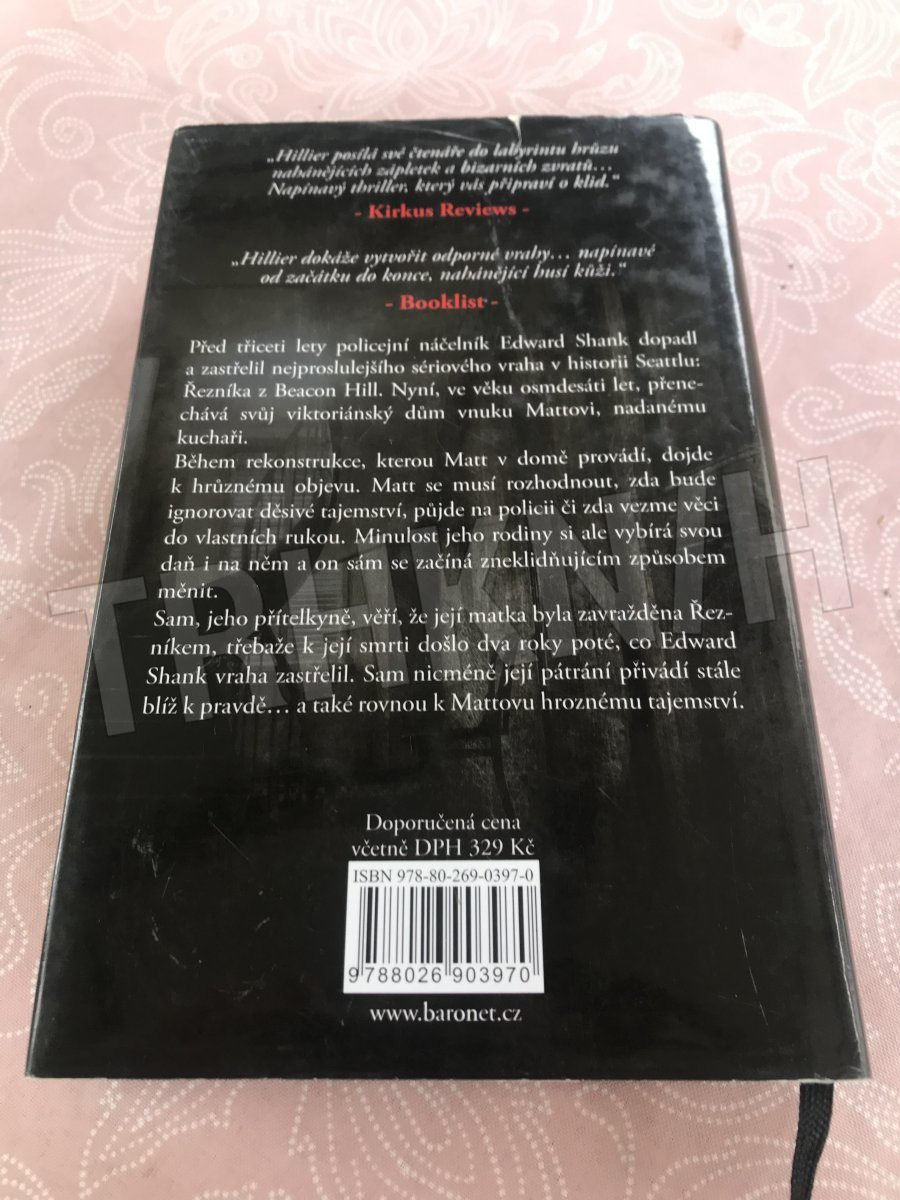 „Hillier posílá své čtenáře do labyrintu hrůzu
nahánějících zápletek a bizarních zvratů...
Napínavý thriller, který vás připraví o klid."
- Kirkus Reviews -
„Hillier dokáže vytvořit odporné vrahy... napínavé
od začátku do konce, nahánějící husí kůži."
- Booklist -
Před třiceti lety policejní náčelník Edward Shank dopadl
a zastřelil nejproslulejšího sériového vraha v historii Seattlu:
Řezníka z Beacon Hill. Nyní, ve věku osmdesáti let, přene-
chává svůj viktoriánský dům vnuku Mattovi, nadanému
kuchaři.
Během rekonstrukce, kterou Matt v domě provádí, dojde
k hrůznému objevu. Matt se musí rozhodnout, zda bude
ignorovat děsivé tajemství, půjde na policii či zda vezme věci
do vlastních rukou. Minulost jeho rodiny si ale vybírá svou
daň i na něm a on sám se začíná zneklidňujícím způsobem
měnit.
Sam, jeho přítelkyně, věří, že její matka byla zavražděna Řez-
níkem, třebaže k její smrti došlo dva roky poté, co Edward
Shank vraha zastřelil. Sam nicméně její pátrání přivádí stále
blíž k pravdě... a také rovnou k Mattovu hroznému tajemství.
Doporučená cena
včetně DPH 329 Kč
ISBN 978-80-269-0397-0
9 788026 903970
www.baronet.cz
TRHKNIH